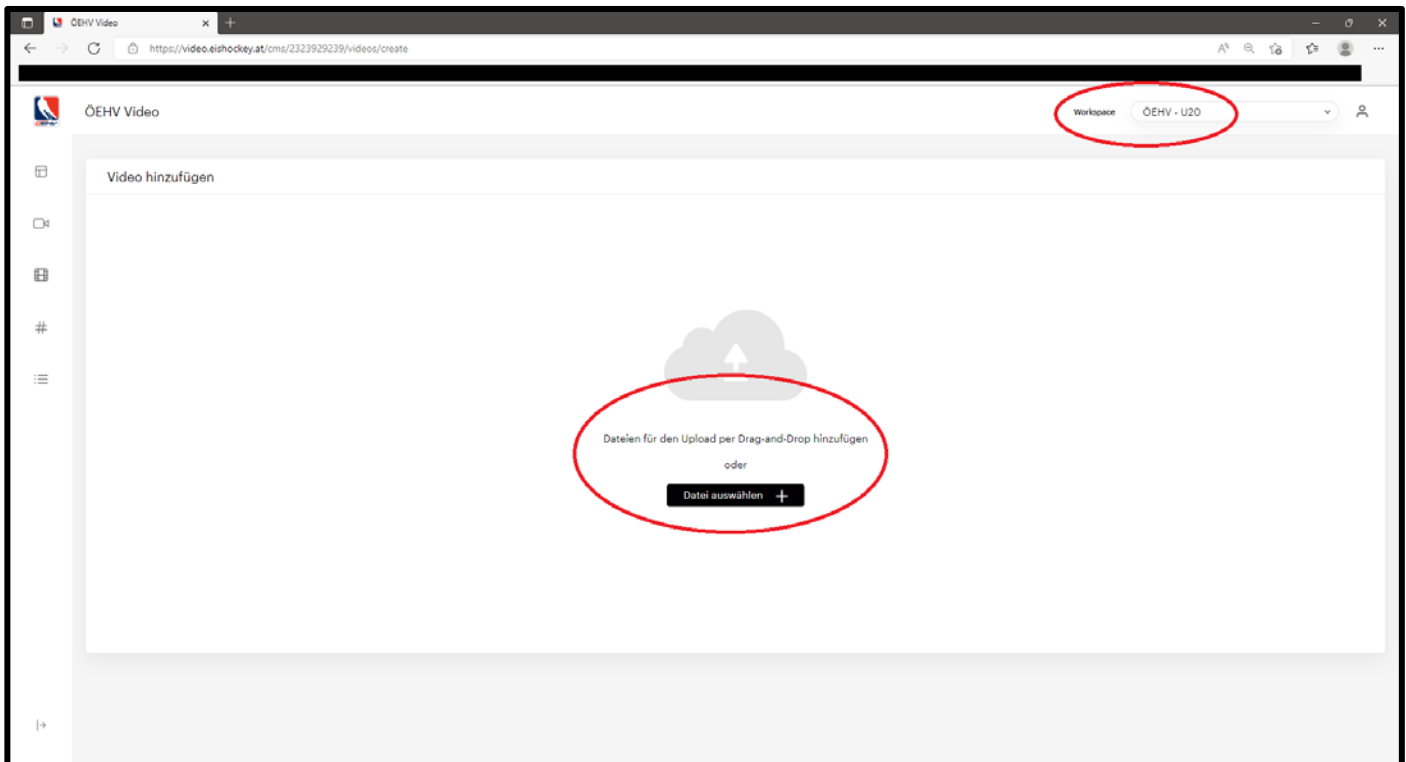 ÖEHV Video
https://video.eishockey.at/cms/2323929239/videos/create
ÖEHV Video
Workspace ÖEHV - U20
Video hinzufügen
Dateien für den Upload per Drag-and-Drop hinzufügen
oder
Datei auswählen